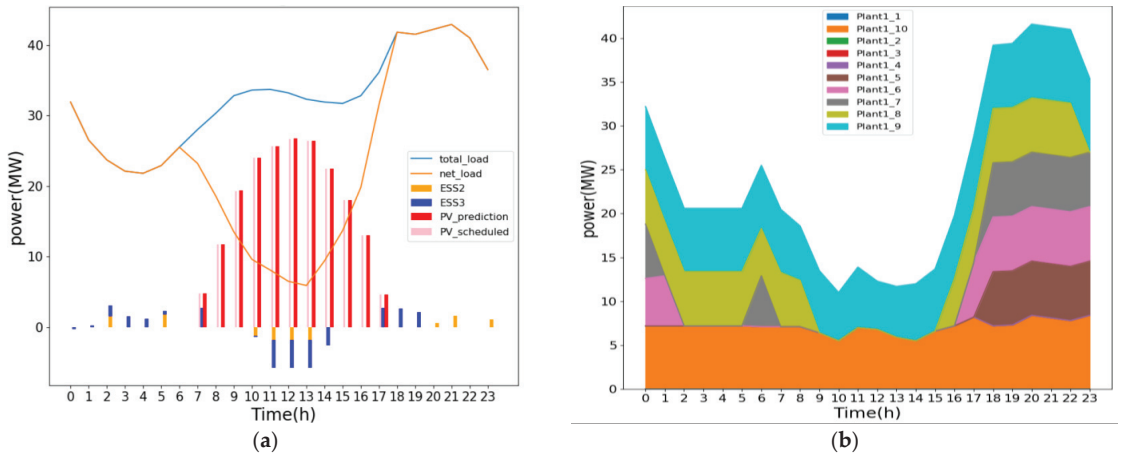 40
30
20
10
0
power(MW)
total_load
net_load
ESS2
ESS3
PV_prediction
PV_scheduled
0 1 2 3 4 5 6 7 8 9 10 11 12 13 14 15 16 17 18 19 20 21 22 23
Time(h)
(a)
40
35
30
25
20
15
10
5
0
power(MW)
Plant1_1
Plant1_10
Plant1_2
Plant1_3
Plant1_4
Plant1_5
Plant1_6
Plant1_7
Plant1_8
Plant1_9
0 1 2 3 4 5 6 7 8 9 10 11 12 13 14 15 16 17 18 19 20 21 22 23
Time(h)
(b)